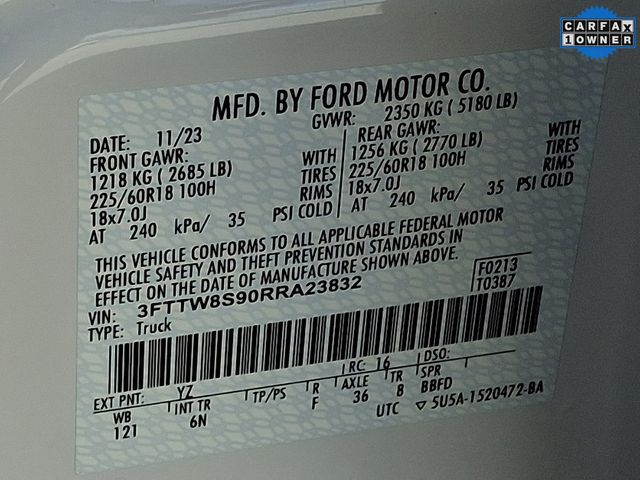 CARFAX
1 OWNER
MFD. BY FORD MOTOR CO.
DATE: 11/23 GVWR: 2350 KG ( 5180 LB)
FRONT GAWR: REAR GAWR:
1218 KG ( 2685 LB) WITH 1256 KG ( 2770 LB) WITH
225/60R18 100H TIRES 225/60R18 100H TIRES
18x7.0J RIMS 18x7.0J RIMS
AT 240 kPa/ 35 PSI COLD AT 240 kPa/ 35 PSI COLD
THIS VEHICLE CONFORMS TO ALL APPLICABLE FEDERAL MOTOR
VEHICLE SAFETY AND THEFT PREVENTION STANDARDS IN
EFFECT ON THE DATE OF MANUFACTURE SHOWN ABOVE.
VIN: 3FTTW8S90RRA23832 F0213
TYPE: Truck T0387
EXT PNT: YZ RC: 16 DSO:
WB INT TR TP/PS R AXLE TR SPR
121 6N F 36 8 BBFD
UTC ▽ 5U5A-1520472-BA